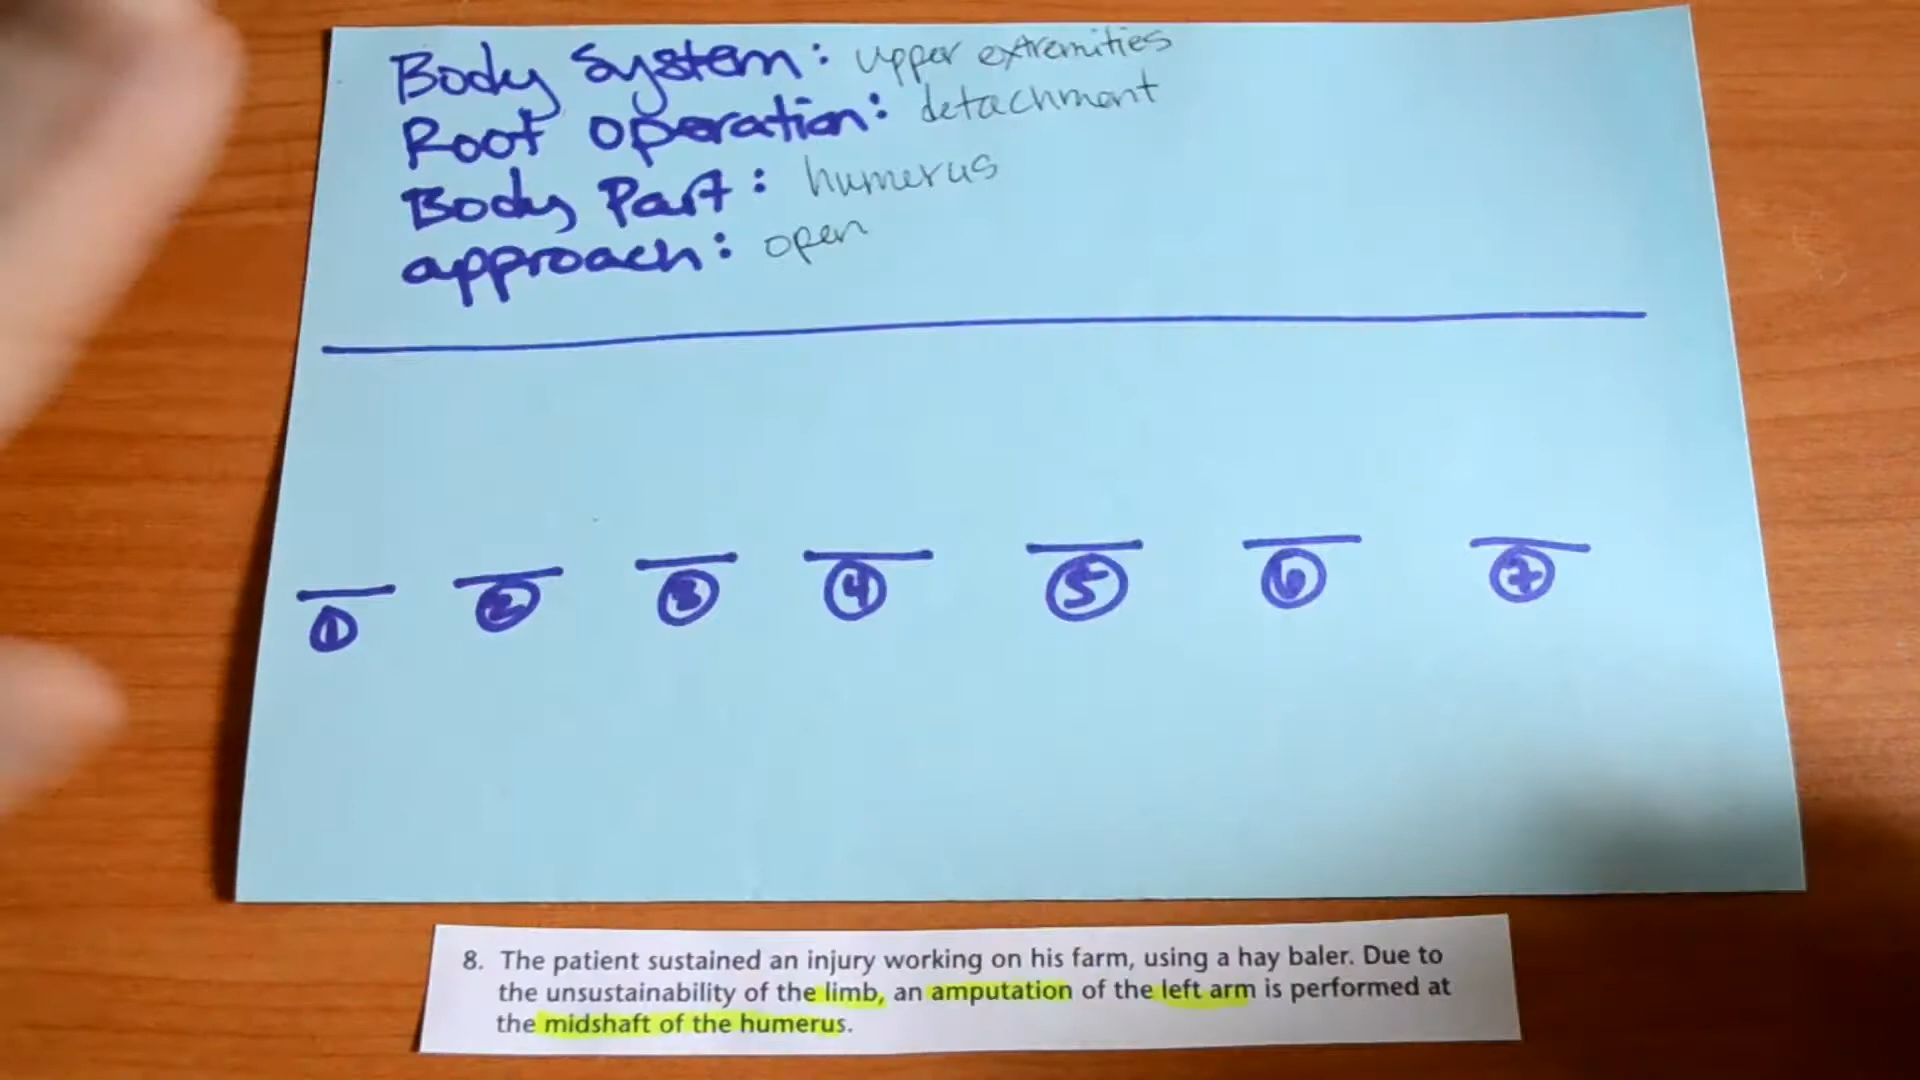 Body System: upper extremities
Root operation: detachment
Body Part: humerus
approach: open
1 2 3 4 5 6 7
8. The patient sustained an injury working on his farm, using a hay baler. Due to
the unsustainability of the limb, an amputation of the left arm is performed at
the midshaft of the humerus.